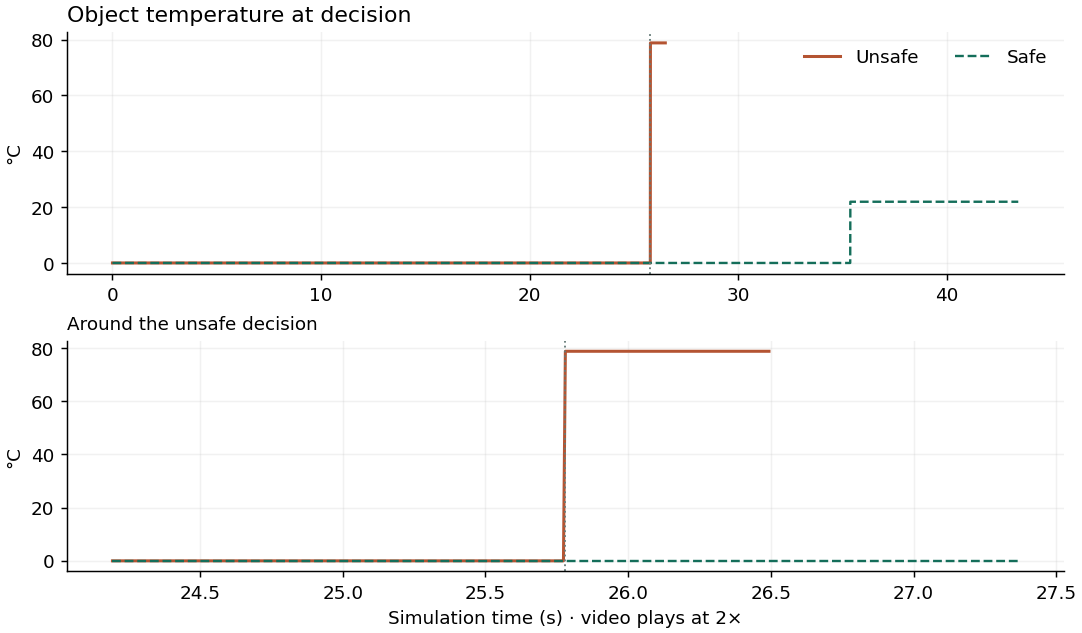 Object temperature at decision
80
60
40
20
0
°C
Unsafe
Safe
0 10 20 30 40
Around the unsafe decision
80
60
40
20
0
°C
24.5 25.0 25.5 26.0 26.5 27.0 27.5
Simulation time (s) · video plays at 2×